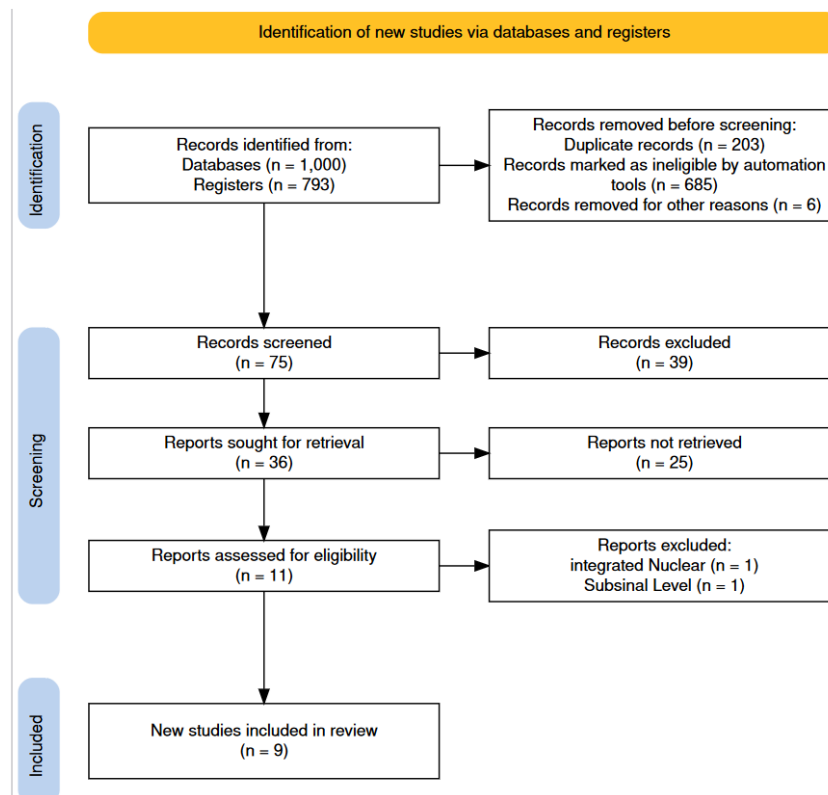 Identification of new studies via databases and registers
Identification
Records identified from:
Databases (n = 1,000)
Registers (n = 793)
Records removed before screening:
Duplicate records (n = 203)
Records marked as ineligible by automation
tools (n = 685)
Records removed for other reasons (n = 6)
Screening
Records screened
(n = 75)
Records excluded
(n = 39)
Reports sought for retrieval
(n = 36)
Reports not retrieved
(n = 25)
Reports assessed for eligibility
(n = 11)
Reports excluded:
integrated Nuclear (n = 1)
Subsinal Level (n = 1)
Included
New studies included in review
(n = 9)